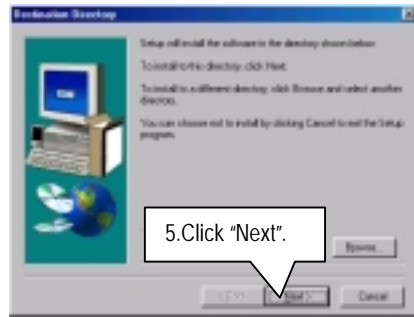 Destination Directory
Setup will install the software in the directory shown below.
To install to this directory, click Next.
To install to a different directory, click Browse and select another
directory.
You can choose not to install by clicking Cancel to exit the Setup
program.
5.Click “Next”.
Browse...
Next >
Cancel